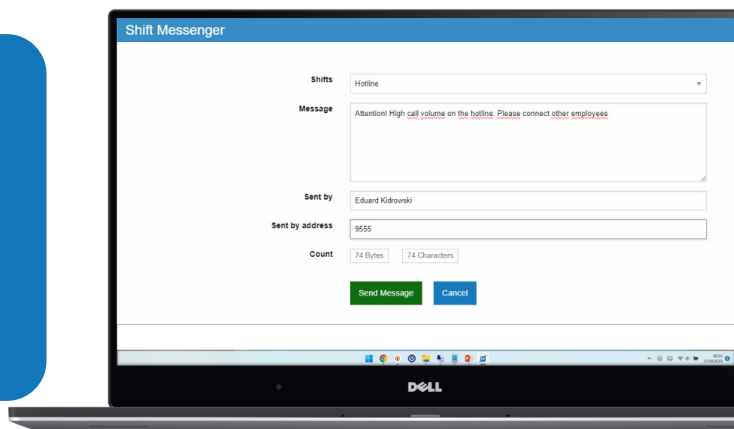 Shift Messenger
Shifts
Hotline
Message
Attention! High call volume on the hotline. Please connect other employees
Sent by
Eduard Kidrowski
Sent by address
9555
Count
74 Bytes 74 Characters
Send Message Cancel
DELL